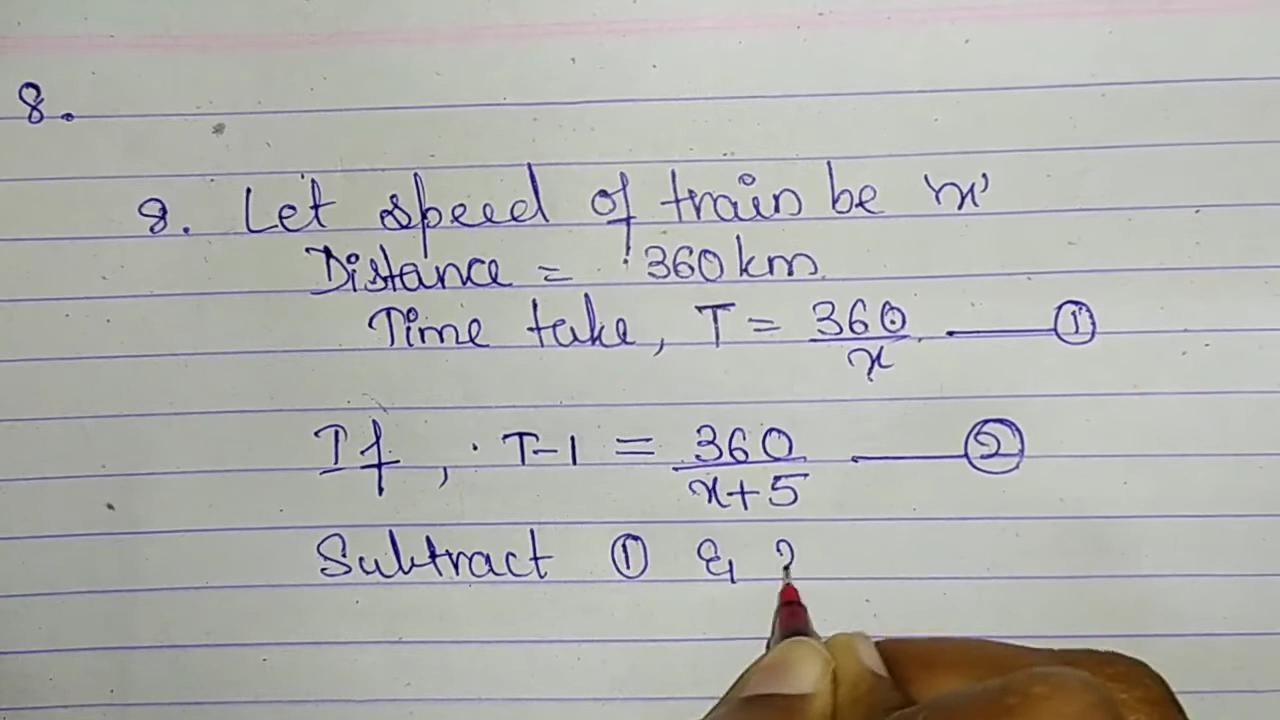 8.
8. Let speed of train be 'x'
Distance = 360 km
Time take, T = 360/x — ①
If, T-1 = 360/x+5 — ②
Subtract ① & 2